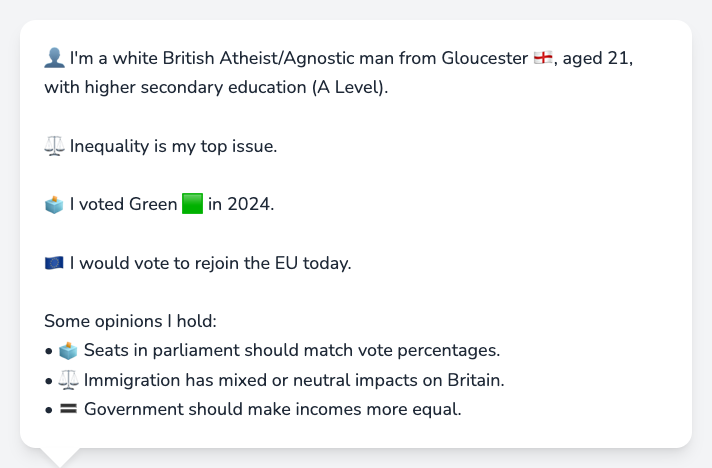 👤 I'm a white British Atheist/Agnostic man from Gloucester 🏴󠁧󠁢󠁥󠁮󠁧󠁿, aged 21,
with higher secondary education (A Level).
⚖️ Inequality is my top issue.
🗳️ I voted Green 🟩 in 2024.
🇪🇺 I would vote to rejoin the EU today.
Some opinions I hold:
• 🗳️ Seats in parliament should match vote percentages.
• ⚖️ Immigration has mixed or neutral impacts on Britain.
• 🟰 Government should make incomes more equal.